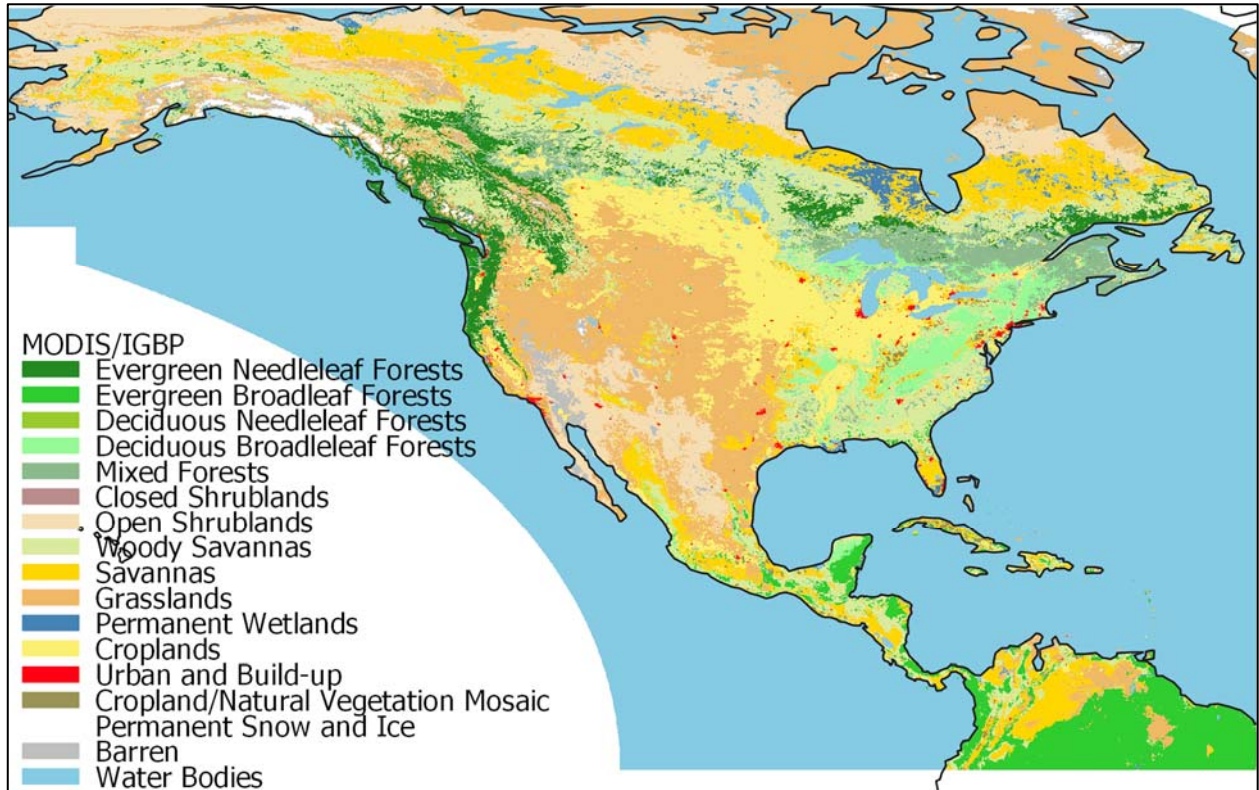 MODIS/IGBP
Evergreen Needleleaf Forests
Evergreen Broadleaf Forests
Deciduous Needleleaf Forests
Deciduous Broadleleaf Forests
Mixed Forests
Closed Shrublands
Open Shrublands
Woody Savannas
Savannas
Grasslands
Permanent Wetlands
Croplands
Urban and Build-up
Cropland/Natural Vegetation Mosaic
Permanent Snow and Ice
Barren
Water Bodies